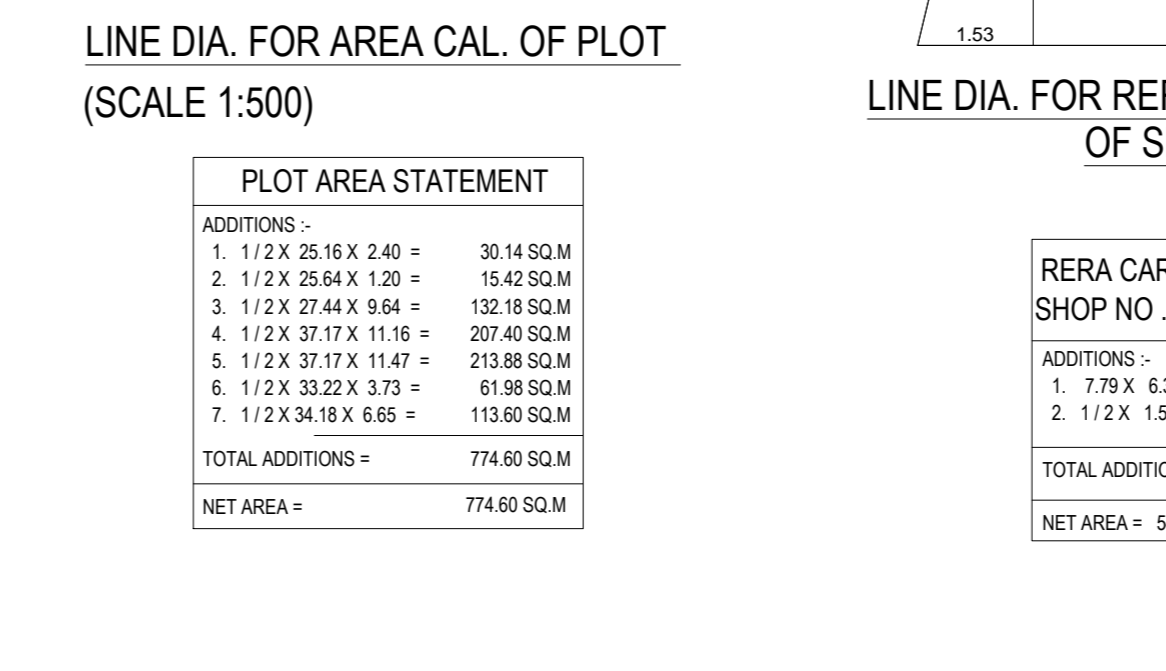 LINE DIA. FOR AREA CAL. OF PLOT
(SCALE 1:500)
PLOT AREA STATEMENT
ADDITIONS :-
1. 1 / 2 X 25.16 X 2.40 = 30.14 SQ.M
2. 1 / 2 X 25.64 X 1.20 = 15.42 SQ.M
3. 1 / 2 X 27.44 X 9.64 = 132.18 SQ.M
4. 1 / 2 X 37.17 X 11.16 = 207.40 SQ.M
5. 1 / 2 X 37.17 X 11.47 = 213.88 SQ.M
6. 1 / 2 X 33.22 X 3.73 = 61.98 SQ.M
7. 1 / 2 X 34.18 X 6.65 = 113.60 SQ.M
TOTAL ADDITIONS = 774.60 SQ.M
NET AREA = 774.60 SQ.M
1.53
LINE DIA. FOR
OF
RERA
SHOP NO .
ADDITIONS :-
1. 7.79 X
2. 1 / 2 X
TOTAL
NET AREA =